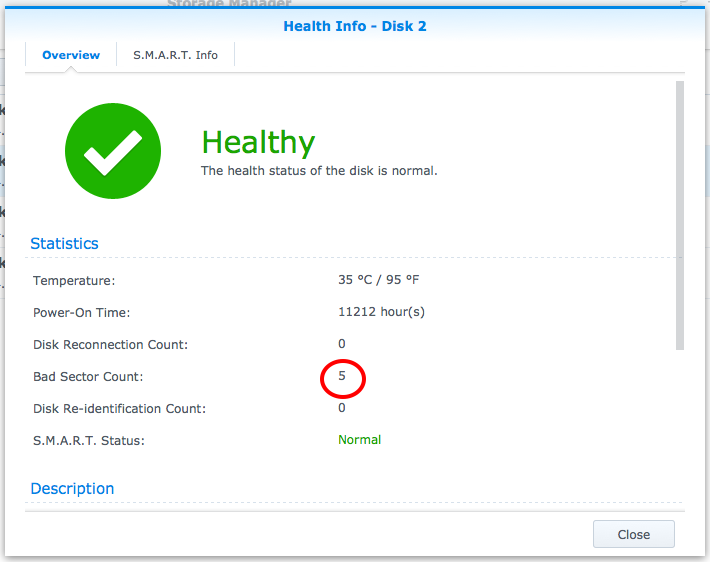 Storage Manager
Health Info - Disk 2
Overview
S.M.A.R.T. Info
Healthy
The health status of the disk is normal.
Statistics
Temperature: 35 °C / 95 °F
Power-On Time: 11212 hour(s)
Disk Reconnection Count: 0
Bad Sector Count: 5
Disk Re-identification Count: 0
S.M.A.R.T. Status: Normal
Description
Close